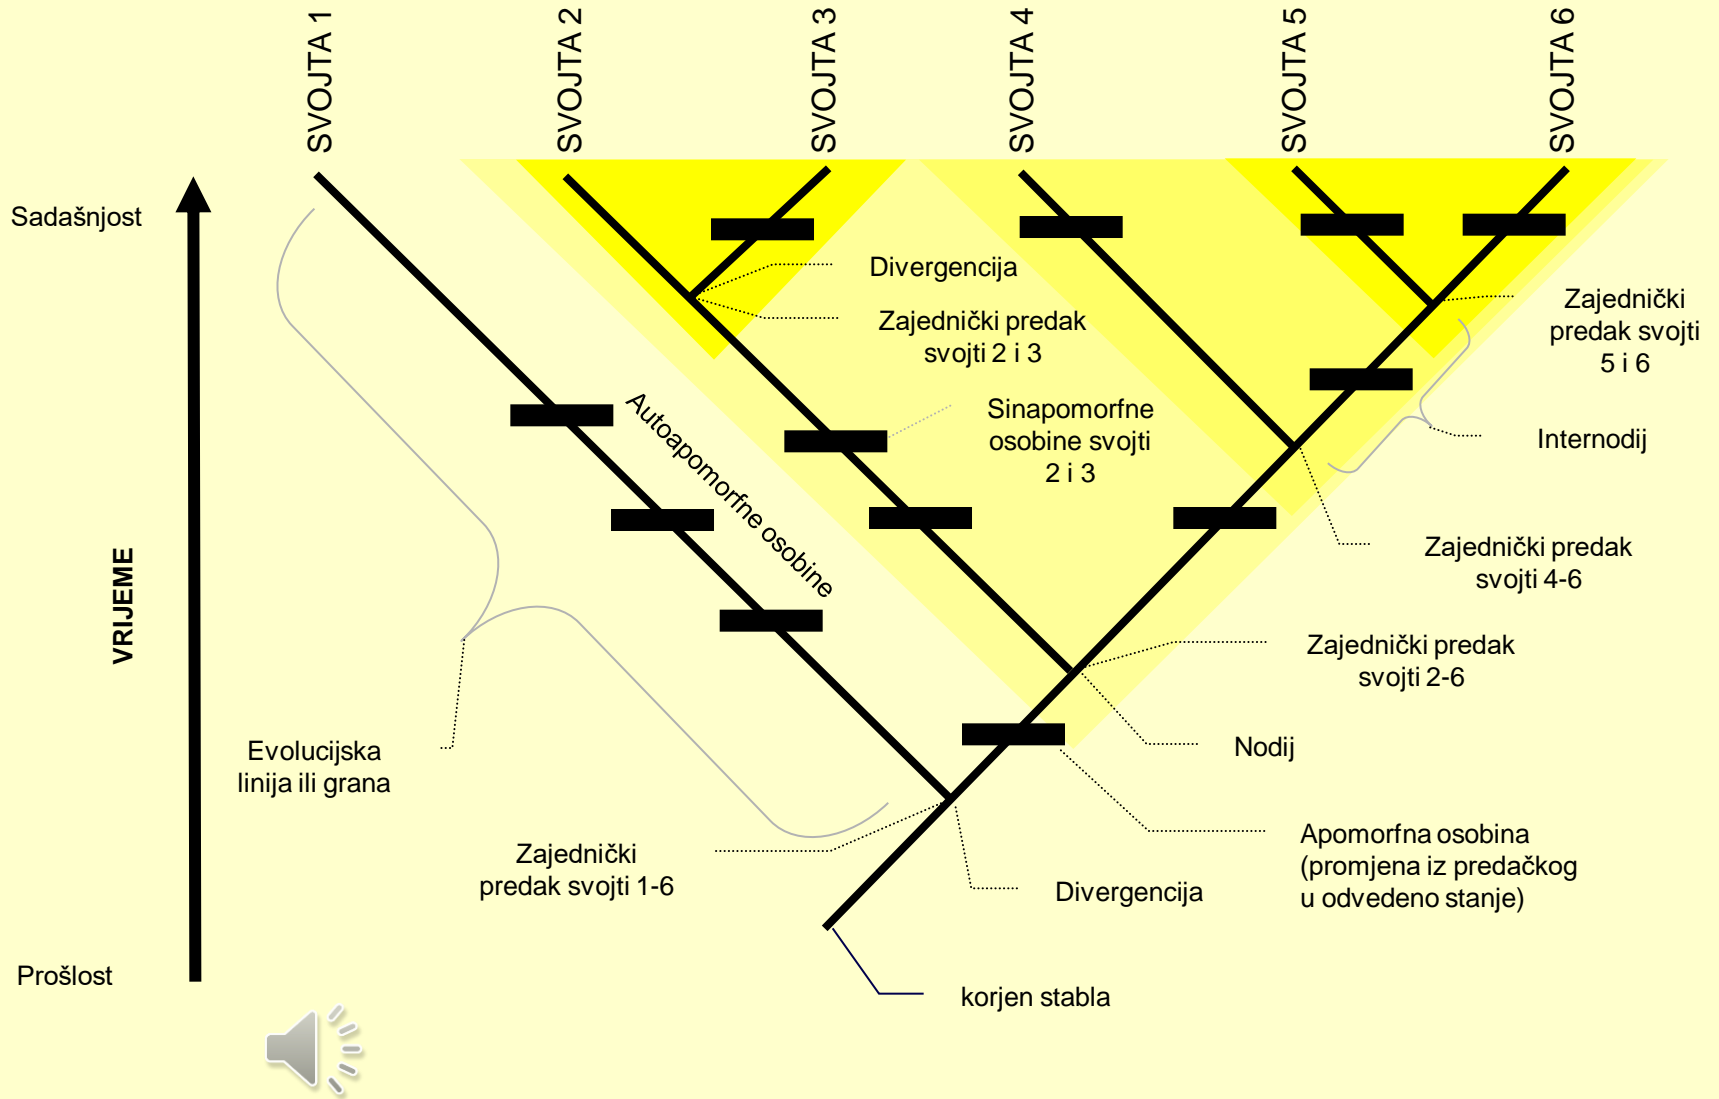 SVOJTA 1
SVOJTA 2
SVOJTA 3
SVOJTA 4
SVOJTA 5
SVOJTA 6
Sadašnjost
VRIJEME
Prošlost
Divergencija
Zajednički predak
svojti 2 i 3
Zajednički
predak svojti
5 i 6
Sinapomorfne
osobine svojti
2 i 3
Autoapomorfne osobine
Internodij
Zajednički predak
svojti 4-6
Zajednički predak
svojti 2-6
Nodij
Evolucijska
linija ili grana
Zajednički
predak svojti 1-6
Apomorfna osobina
(promjena iz predačkog
u odvedeno stanje)
Divergencija
korjen stabla